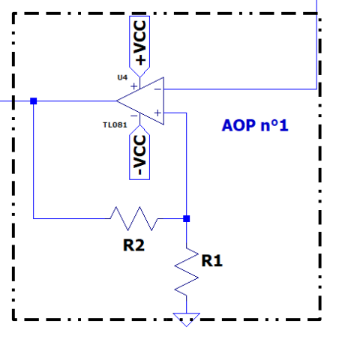 +VCC
U4
TL081
-VCC
AOP n°1
R2
R1